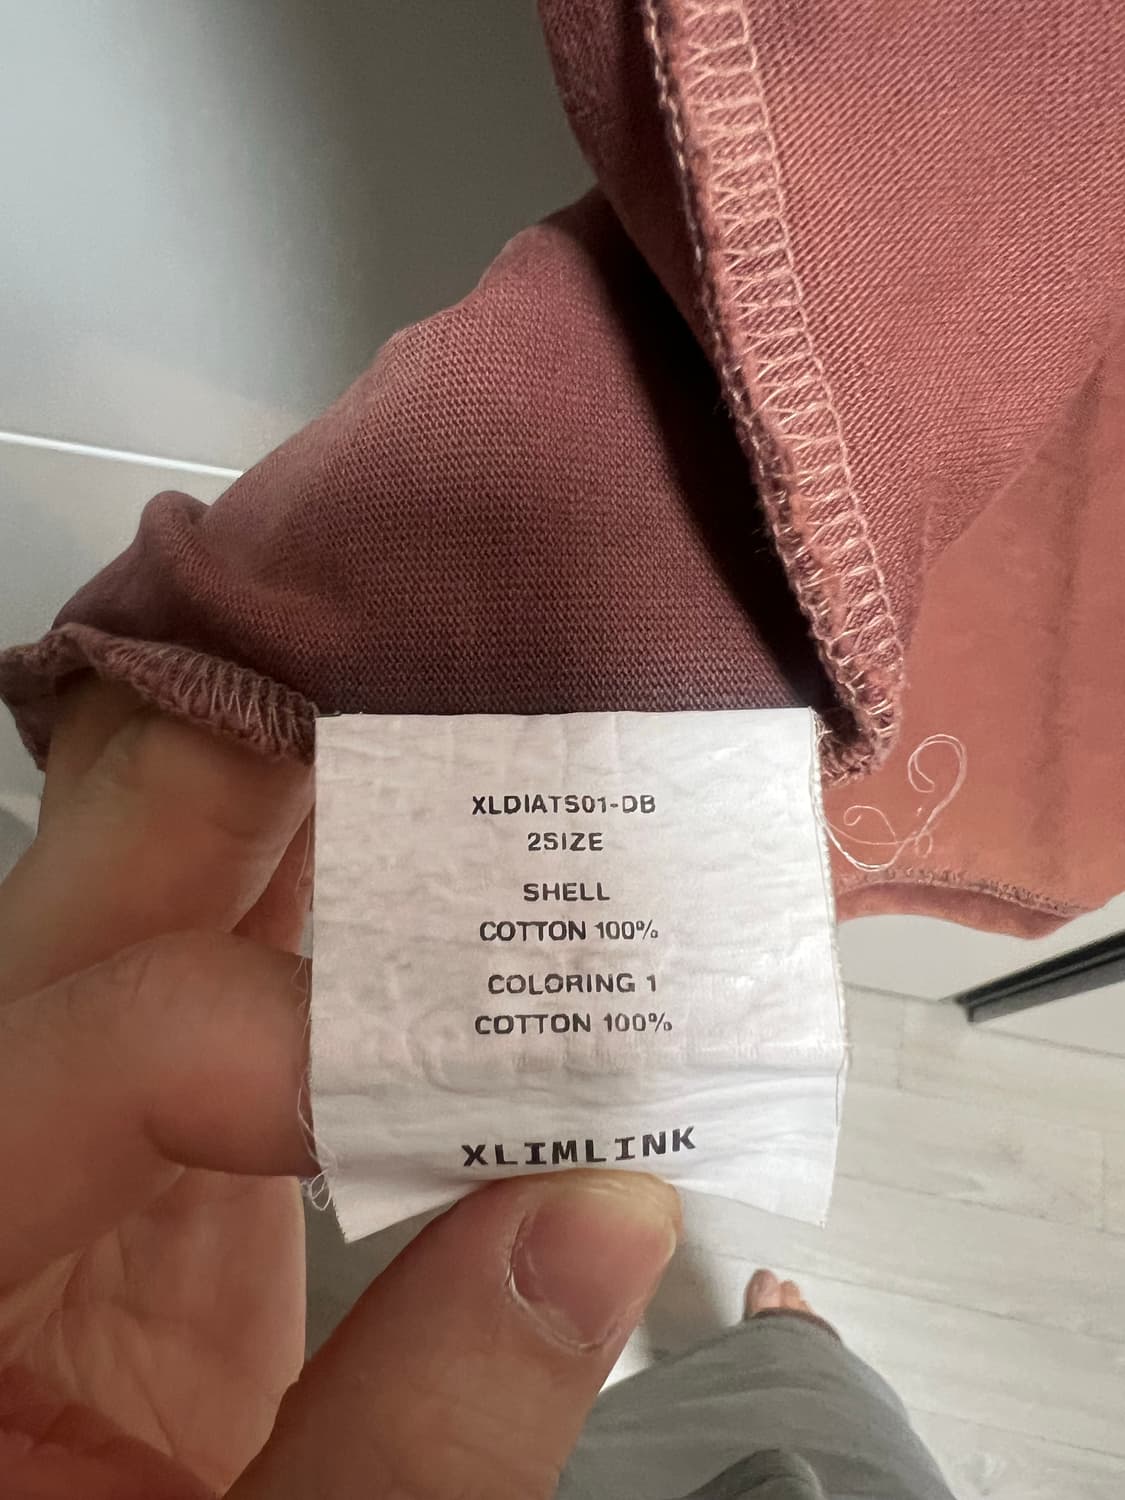 XLDIATS01-DB
2SIZE
SHELL
COTTON 100%
COLORING 1
COTTON 100%
XLIMLINK